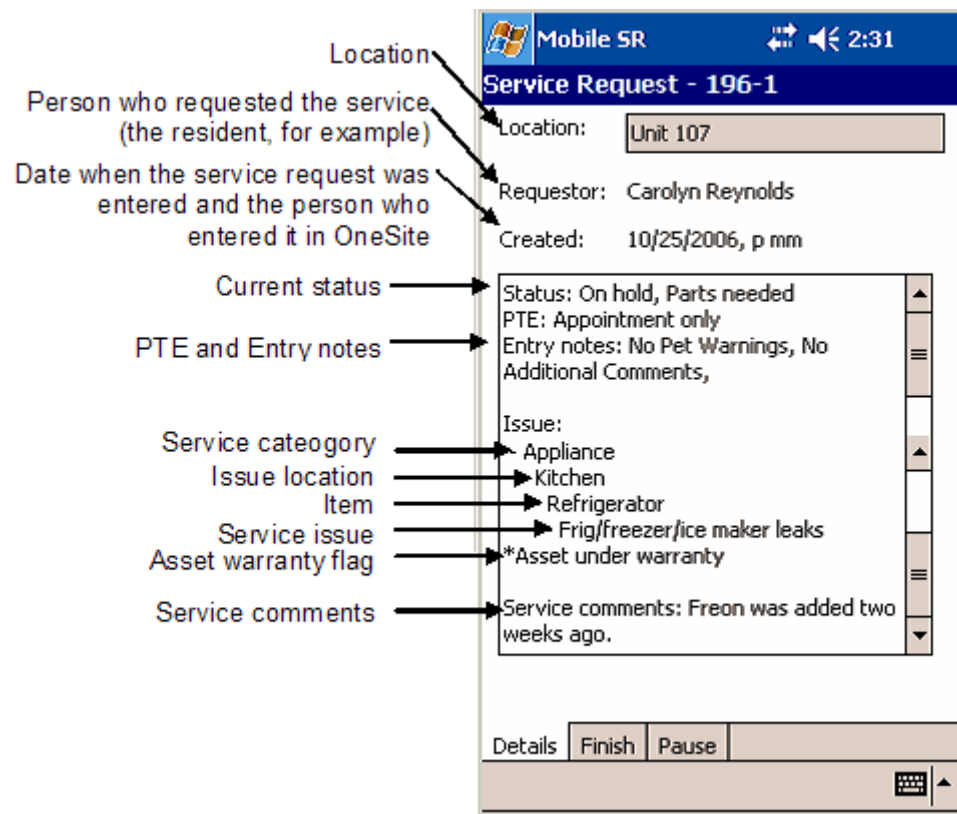 Mobile SR 2:31
Service Request - 196-1
Location
Location: Unit 107
Person who requested the service
(the resident, for example)
Requestor: Carolyn Reynolds
Date when the service request was
entered and the person who
entered it in OneSite
Created: 10/25/2006, p mm
Current status
Status: On hold, Parts needed
PTE: Appointment only
PTE and Entry notes
Entry notes: No Pet Warnings, No
Additional Comments,
Issue:
Service cateogory
- Appliance
Issue location
Kitchen
Item
Refrigerator
Service issue
Frig/freezer/ice maker leaks
Asset warranty flag
*Asset under warranty
Service comments
Service comments: Freon was added two
weeks ago.
Details Finish Pause